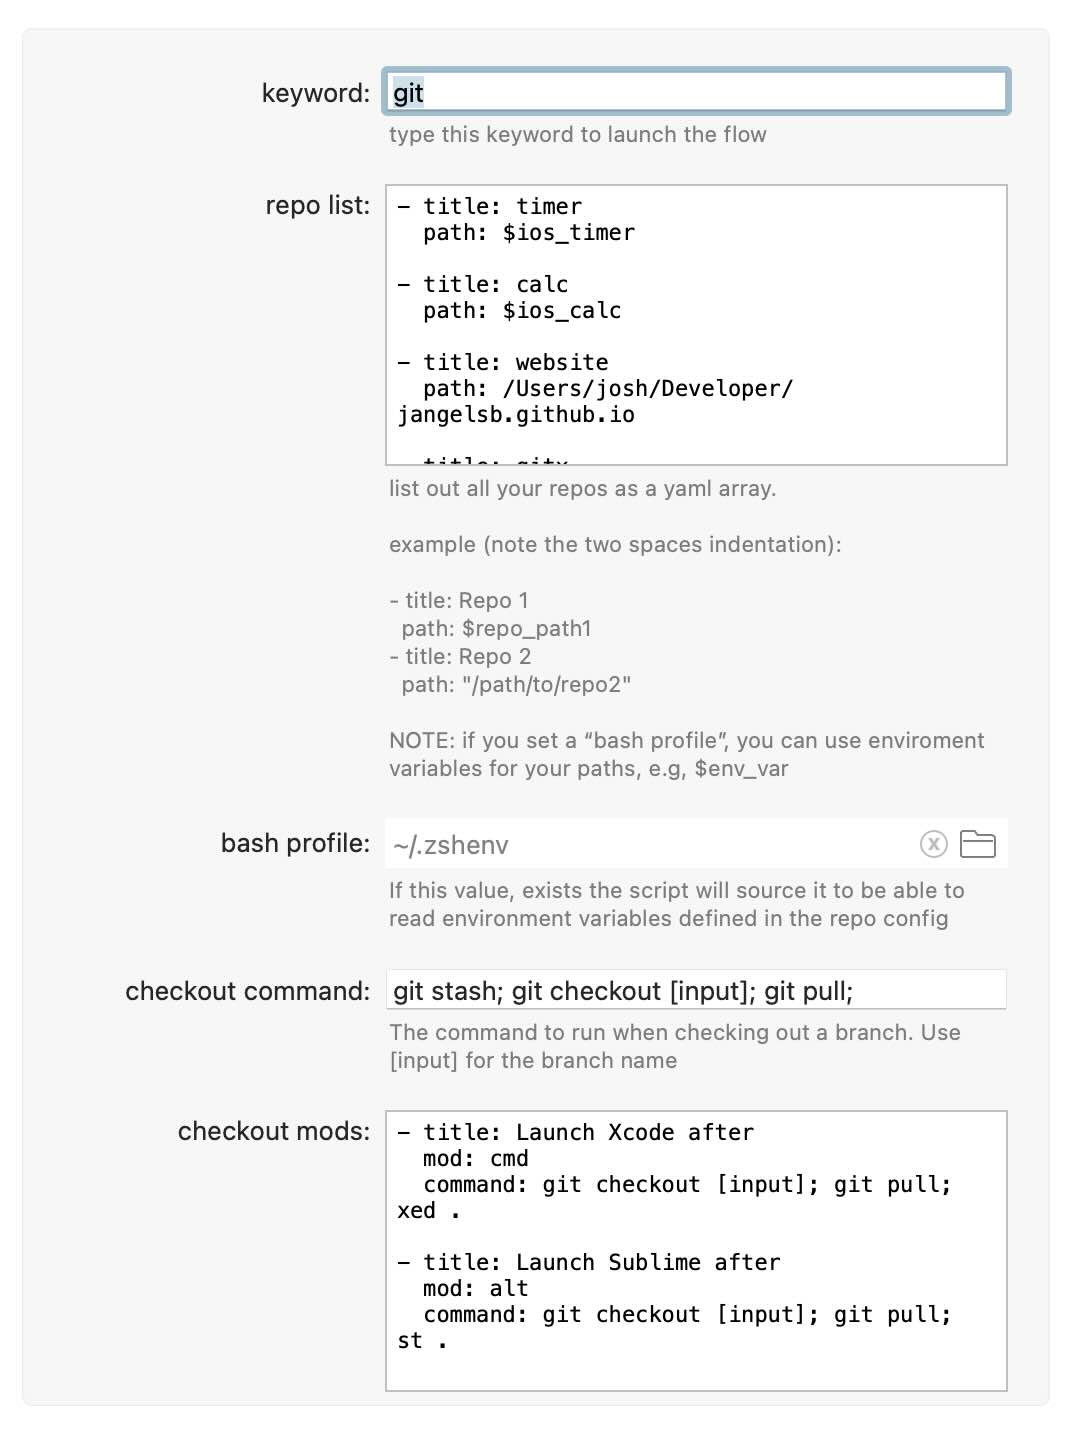 keyword: git
type this keyword to launch the flow
repo list:
- title: timer
  path: $ios_timer
- title: calc
  path: $ios_calc
- title: website
  path: /Users/josh/Developer/
jangelsb.github.io
title: gitx
list out all your repos as a yaml array.
example (note the two spaces indentation):
- title: Repo 1
  path: $repo_path1
- title: Repo 2
  path: "/path/to/repo2"
NOTE: if you set a “bash profile”, you can use enviroment
variables for your paths, e.g, $env_var
bash profile: ~/.zshenv
If this value, exists the script will source it to be able to
read environment variables defined in the repo config
checkout command: git stash; git checkout [input]; git pull;
The command to run when checking out a branch. Use
[input] for the branch name
checkout mods:
- title: Launch Xcode after
  mod: cmd
  command: git checkout [input]; git pull;
xed .
- title: Launch Sublime after
  mod: alt
  command: git checkout [input]; git pull;
st .